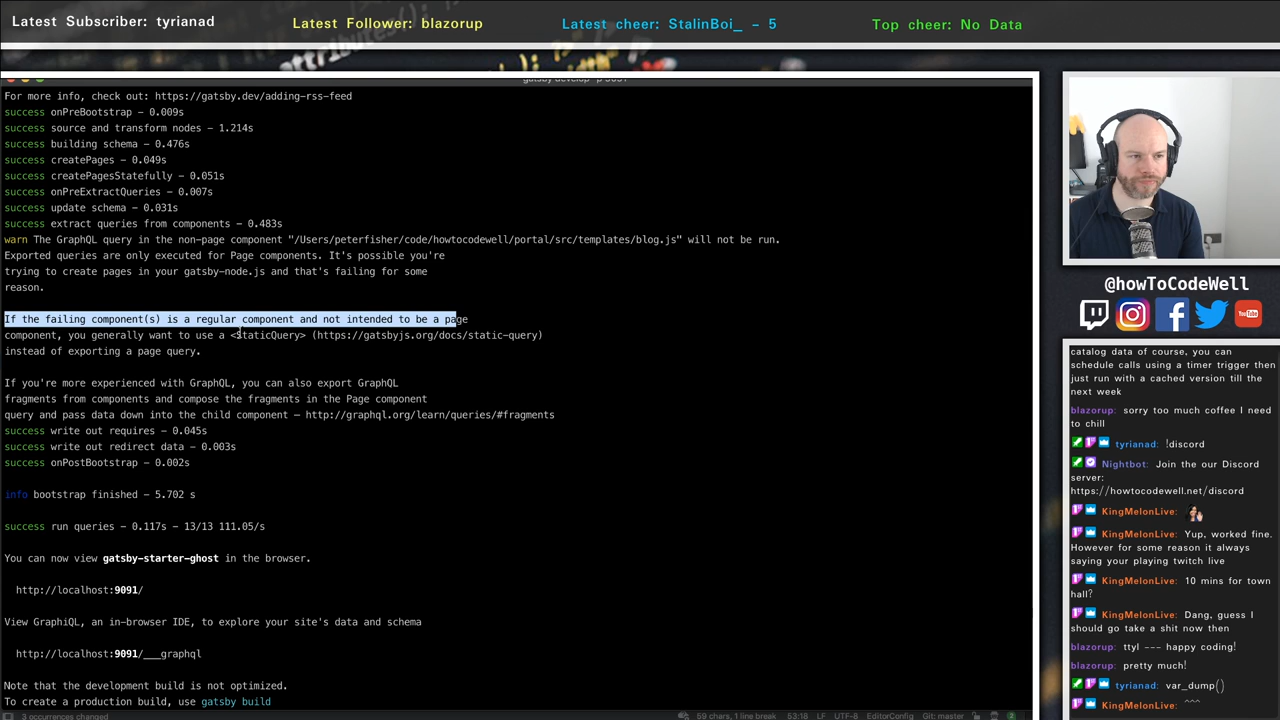 Latest Subscriber: tyrianad
Latest Follower: blazorup
Latest cheer: StalinBoi_ - 5
Top cheer: No Data
For more info, check out: https://gatsby.dev/adding-rss-feed
success onPreBootstrap - 0.009s
success source and transform nodes - 1.214s
success building schema - 0.476s
success createPages - 0.049s
success createPagesStatefully - 0.051s
success onPreExtractQueries - 0.007s
success update schema - 0.031s
success extract queries from components - 0.483s
warn The GraphQL query in the non-page component "/Users/peterfisher/code/howtocodewell/portal/src/templates/blog.js" will not be run.
Exported queries are only executed for Page components. It's possible you're
trying to create pages in your gatsby-node.js and that's failing for some
reason.
If the failing component(s) is a regular component and not intended to be a page
component, you generally want to use a <StaticQuery> (https://gatsbyjs.org/docs/static-query)
instead of exporting a page query.
If you're more experienced with GraphQL, you can also export GraphQL
fragments from components and compose the fragments in the Page component
query and pass data down into the child component - http://graphql.org/learn/queries/#fragments
success write out requires - 0.045s
success write out redirect data - 0.003s
success onPostBootstrap - 0.002s
info bootstrap finished - 5.702 s
success run queries - 0.117s - 13/13 111.05/s
You can now view gatsby-starter-ghost in the browser.
http://localhost:9091/
View GraphiQL, an in-browser IDE, to explore your site's data and schema
http://localhost:9091/___graphql
Note that the development build is not optimized.
To create a production build, use gatsby build
3 occurrences changed
59 chars, 1 line break
53:18
LF
UTF-8
EditorConfig
Git: master
@howToCodeWell
You Tube
catalog data of course, you can
schedule calls using a timer trigger then
just run with a cached version till the
next week
blazorup: sorry too much coffee I need
to chill
tyrianad: !discord
Nightbot: Join the our Discord
server:
https://howtocodewell.net/discord
KingMelonLive:
KingMelonLive: Yup, worked fine.
However for some reason it always
saying your playing twitch live
KingMelonLive: 10 mins for town
hall?
KingMelonLive: Dang, guess I
should go take a shit now then
blazorup: ttyl --- happy coding!
blazorup: pretty much!
tyrianad: var_dump()
KingMelonLive: ^^^